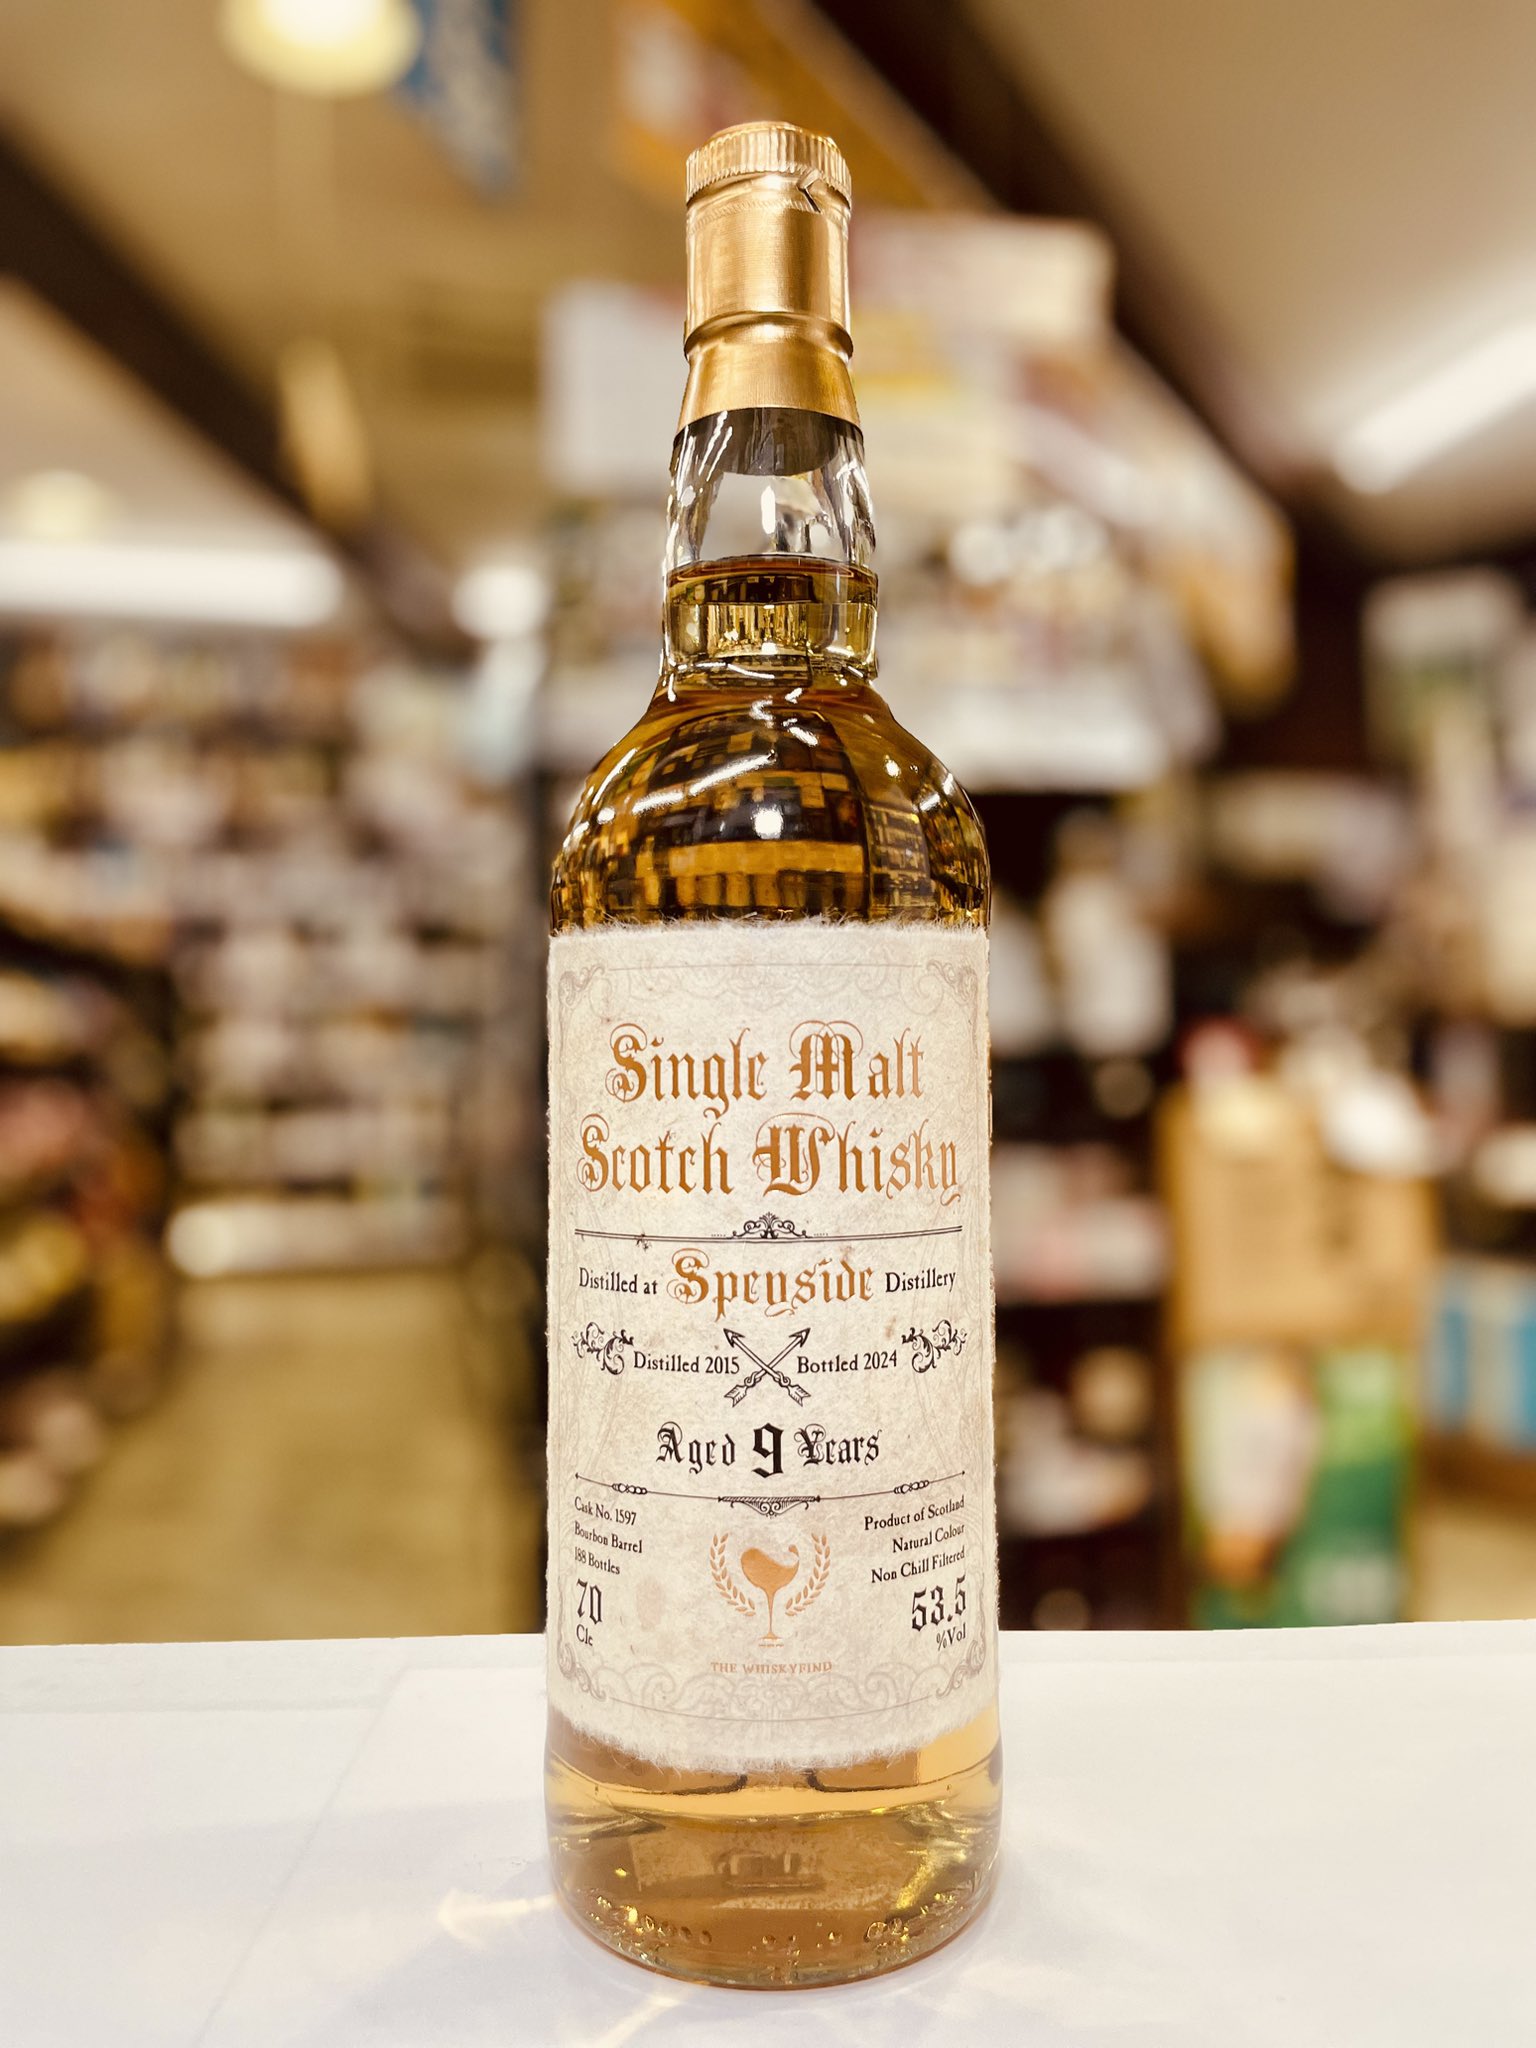 Single Malt
Scotch Whisky
Distilled at Speyside Distillery
Distilled 2015 Bottled 2024
Aged 9 Years
Cask No. 1597
Bourbon Barrel
188 Bottles
70
Cle
Product of Scotland
Natural Colour
Non Chill Filtered
53.5
%Vol
THE WHISKYFIND